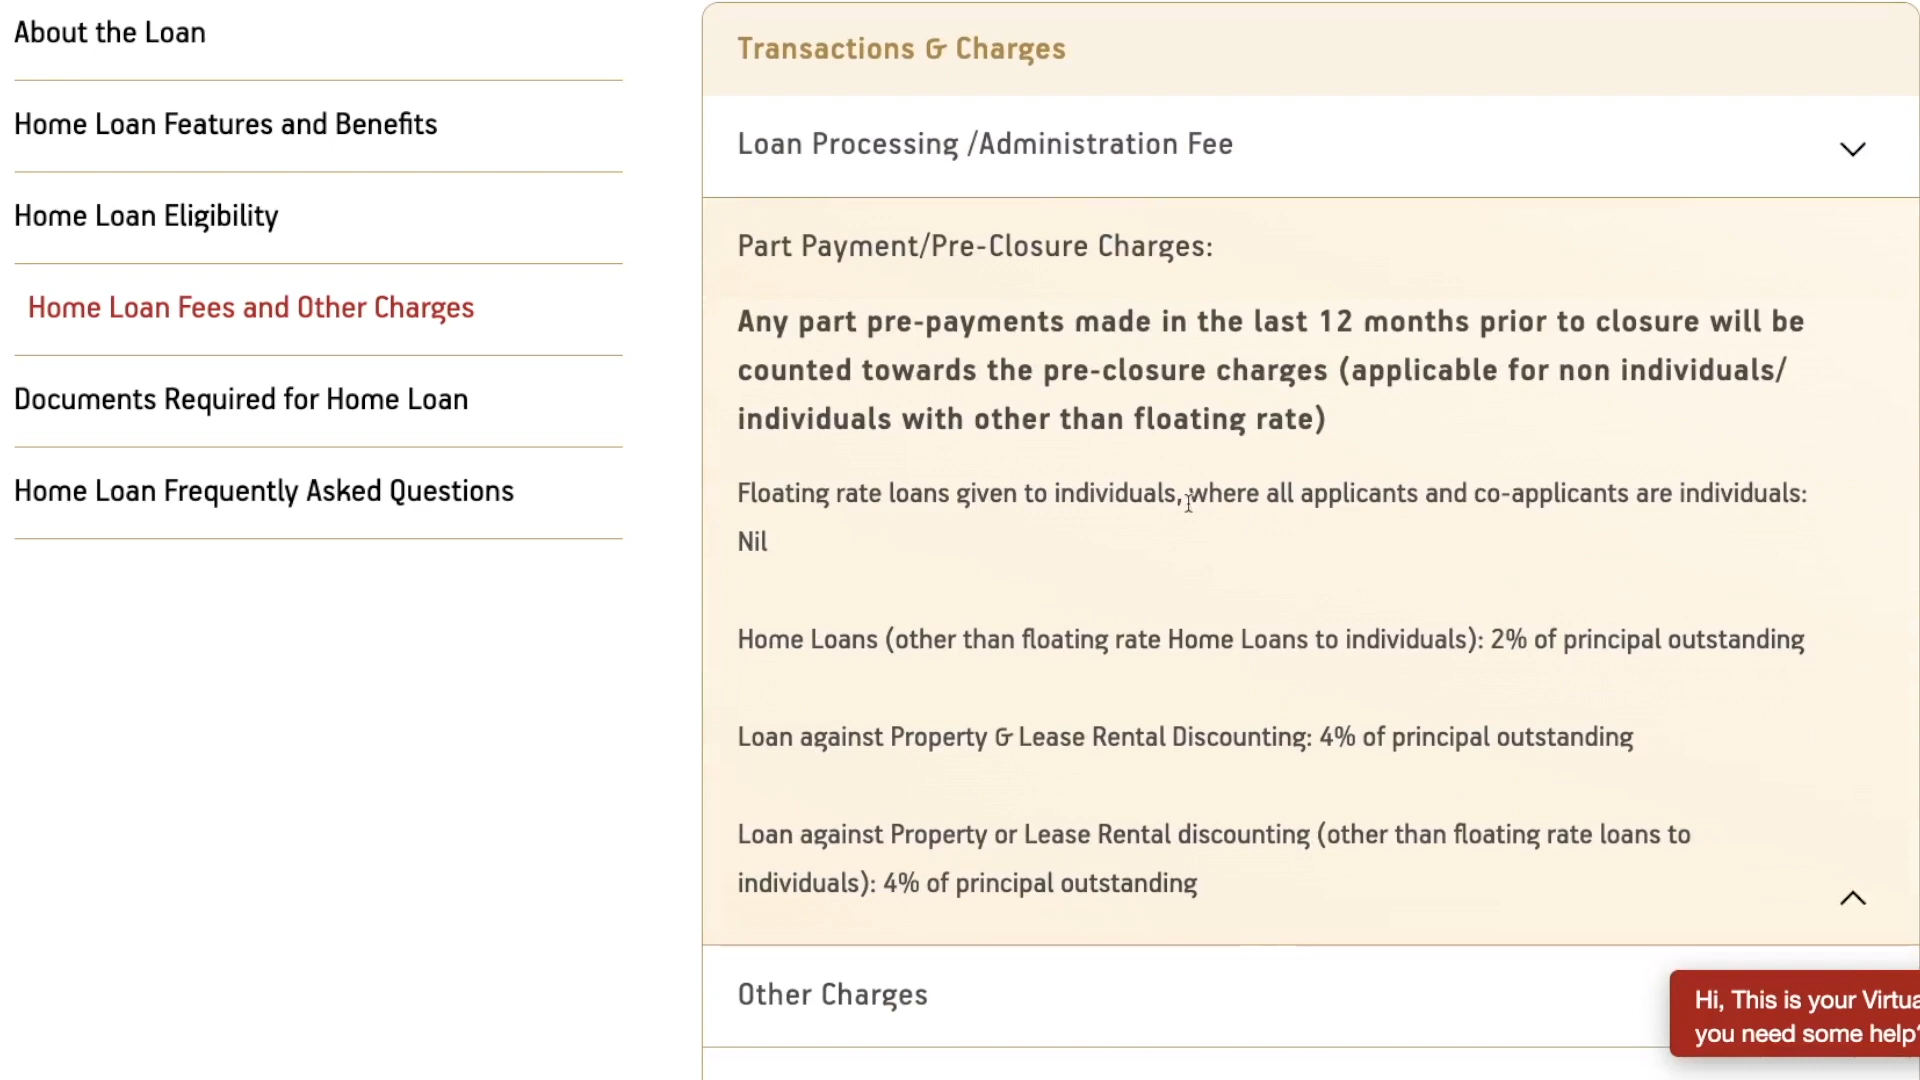 About the Loan
Home Loan Features and Benefits
Home Loan Eligibility
Home Loan Fees and Other Charges
Documents Required for Home Loan
Home Loan Frequently Asked Questions
Transactions & Charges
Loan Processing /Administration Fee
Part Payment/Pre-Closure Charges:
Any part pre-payments made in the last 12 months prior to closure will be
counted towards the pre-closure charges (applicable for non individuals/
individuals with other than floating rate)
Floating rate loans given to individuals, where all applicants and co-applicants are individuals:
Nil
Home Loans (other than floating rate Home Loans to individuals): 2% of principal outstanding
Loan against Property & Lease Rental Discounting: 4% of principal outstanding
Loan against Property or Lease Rental discounting (other than floating rate loans to
individuals): 4% of principal outstanding
Other Charges
Hi, This is your
you need some help?